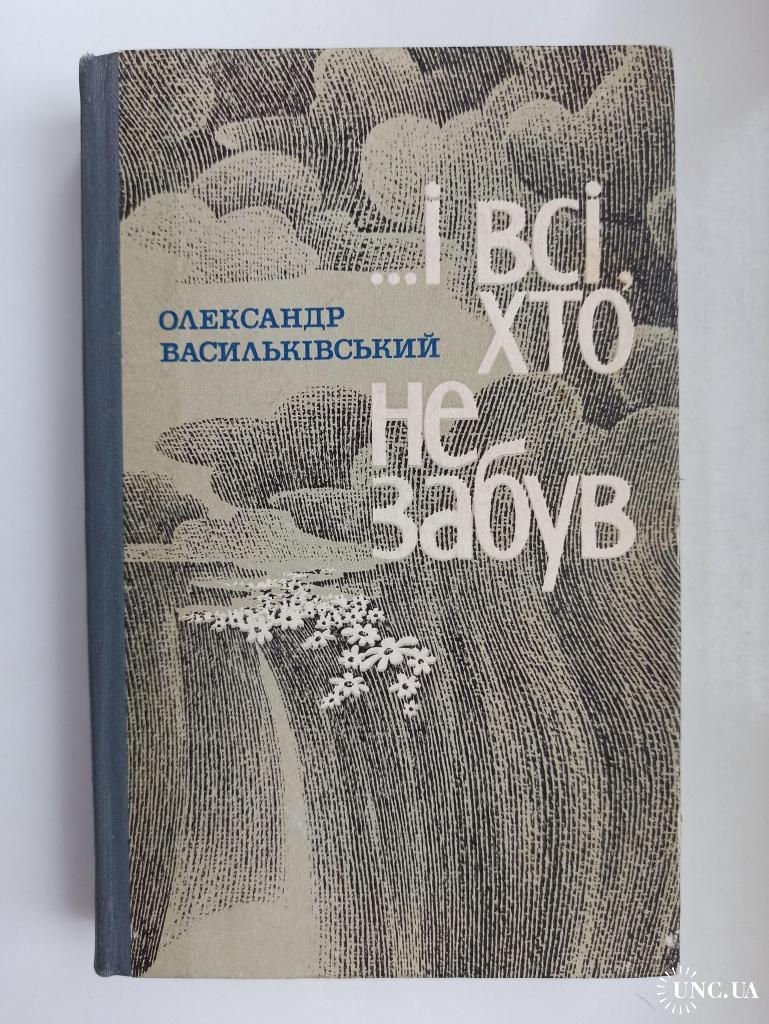 ...і всі,
хто
не
забув
ОЛЕКСАНДР
ВАСИЛЬКІВСЬКИЙ
UNC.UA